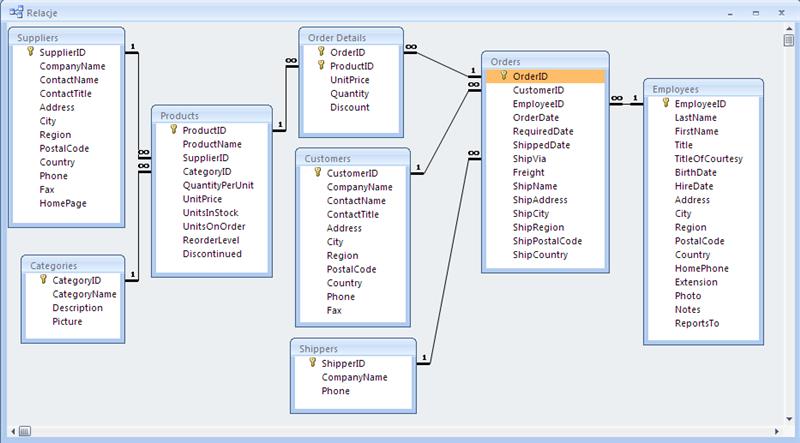 Relacje
Suppliers
SupplierID
CompanyName
ContactName
ContactTitle
Address
City
Region
PostalCode
Country
Phone
Fax
HomePage
Categories
CategoryID
CategoryName
Description
Picture
Products
ProductID
ProductName
SupplierID
CategoryID
QuantityPerUnit
UnitPrice
UnitsInStock
UnitsOnOrder
ReorderLevel
Discontinued
Order Details
OrderID
ProductID
UnitPrice
Quantity
Discount
Customers
CustomerID
CompanyName
ContactName
ContactTitle
Address
City
Region
PostalCode
Country
Phone
Fax
Shippers
ShipperID
CompanyName
Phone
Orders
OrderID
CustomerID
EmployeeID
OrderDate
RequiredDate
ShippedDate
ShipVia
Freight
ShipName
ShipAddress
ShipCity
ShipRegion
ShipPostalCode
ShipCountry
Employees
EmployeeID
LastName
FirstName
Title
TitleOfCourtesy
BirthDate
HireDate
Address
City
Region
PostalCode
Country
HomePhone
Extension
Photo
Notes
ReportsTo
1
∞
1
∞
1
∞
∞
1
1
∞
1
∞
∞
1